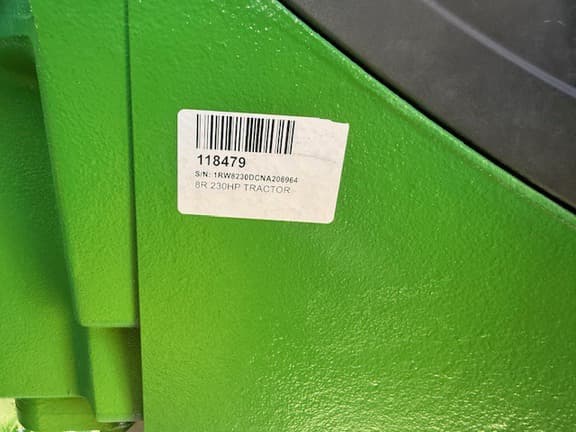 118479
S/N: 1RW8230DCNA206964
8R 230HP TRACTOR